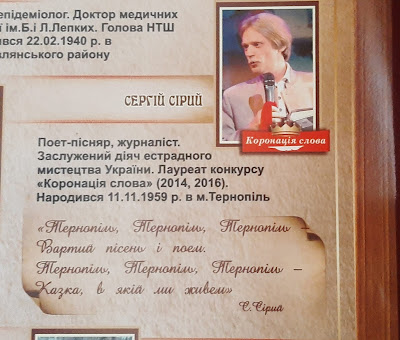 епідеміолог. Доктор медичних
ї ім.Б.і Л.Лепких. Голова НТШ
вся 22.02.1940 р. в
влянського району
СЕРГІЙ СІРИЙ
Коронація слова
Поет-пісняр, журналіст.
Заслужений діяч естрадного
мистецтва України. Лауреат конкурсу
«Коронація слова» (2014, 2016).
Народився 11.11.1959 р. в м.Тернопіль
«Тернопіль, Тернопіль, Тернопіль –
Вартий пісень і поем.
Тернопіль, Тернопіль, Тернопіль –
Казка, в якій ми живем»
С.Сірий